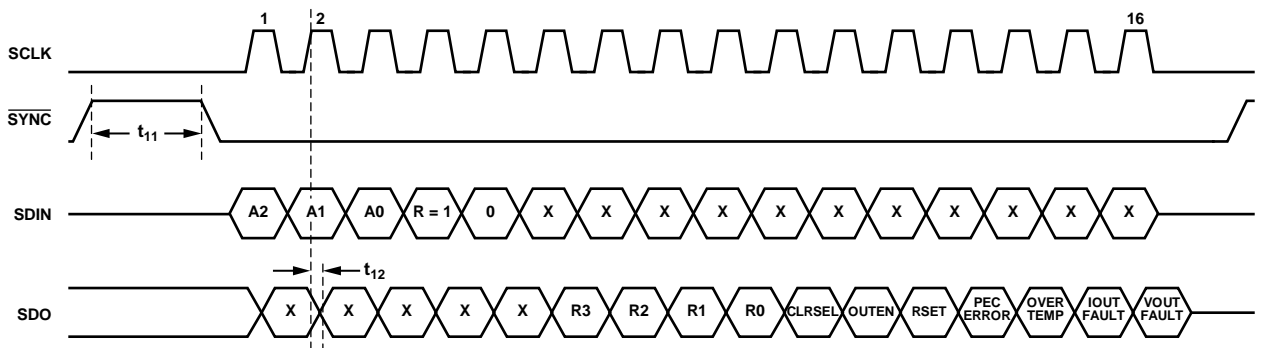 1 2 16
SCLK
SYNC
t11
SDIN A2 A1 A0 R = 1 0 X X X X X X X X X X X
t12
SDO X X X X X R3 R2 R1 R0 CLRSEL OUTEN RSET PEC ERROR OVER TEMP IOUT FAULT VOUT FAULT